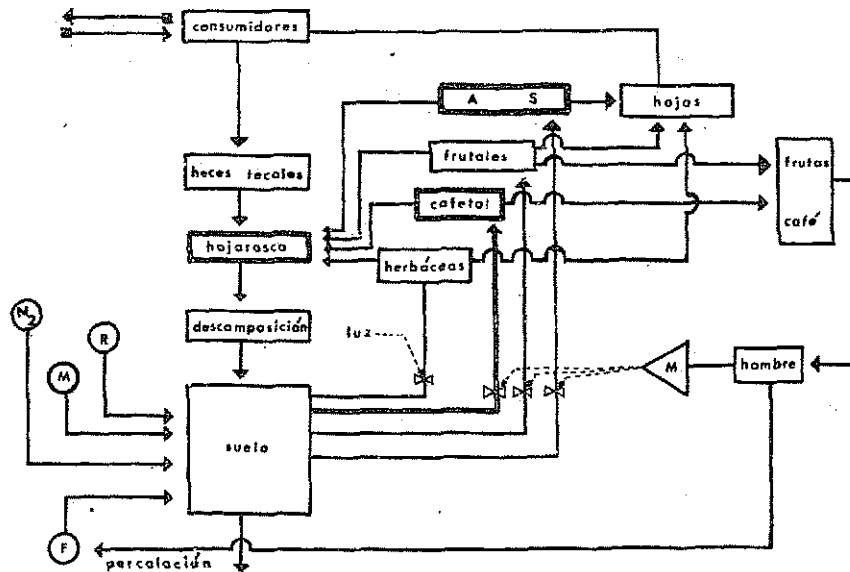 consumidores
A S
hojas
frutales
frutas
café
heces fecales
cafetal
hojarasca
herbáceas
N2
R
descomposición
luz
M
M
hombre
suelo
F
percolación